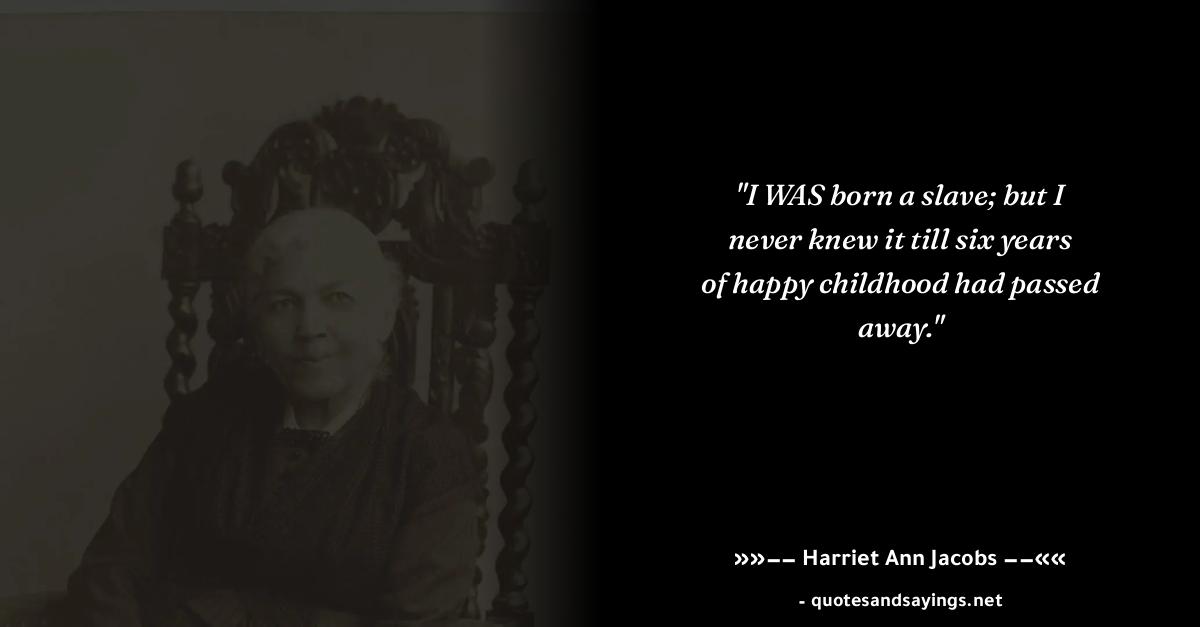 "I WAS born a slave; but I
never knew it till six years
of happy childhood had passed
away."
»»–– Harriet Ann Jacobs ––««
- quotesandsayings.net